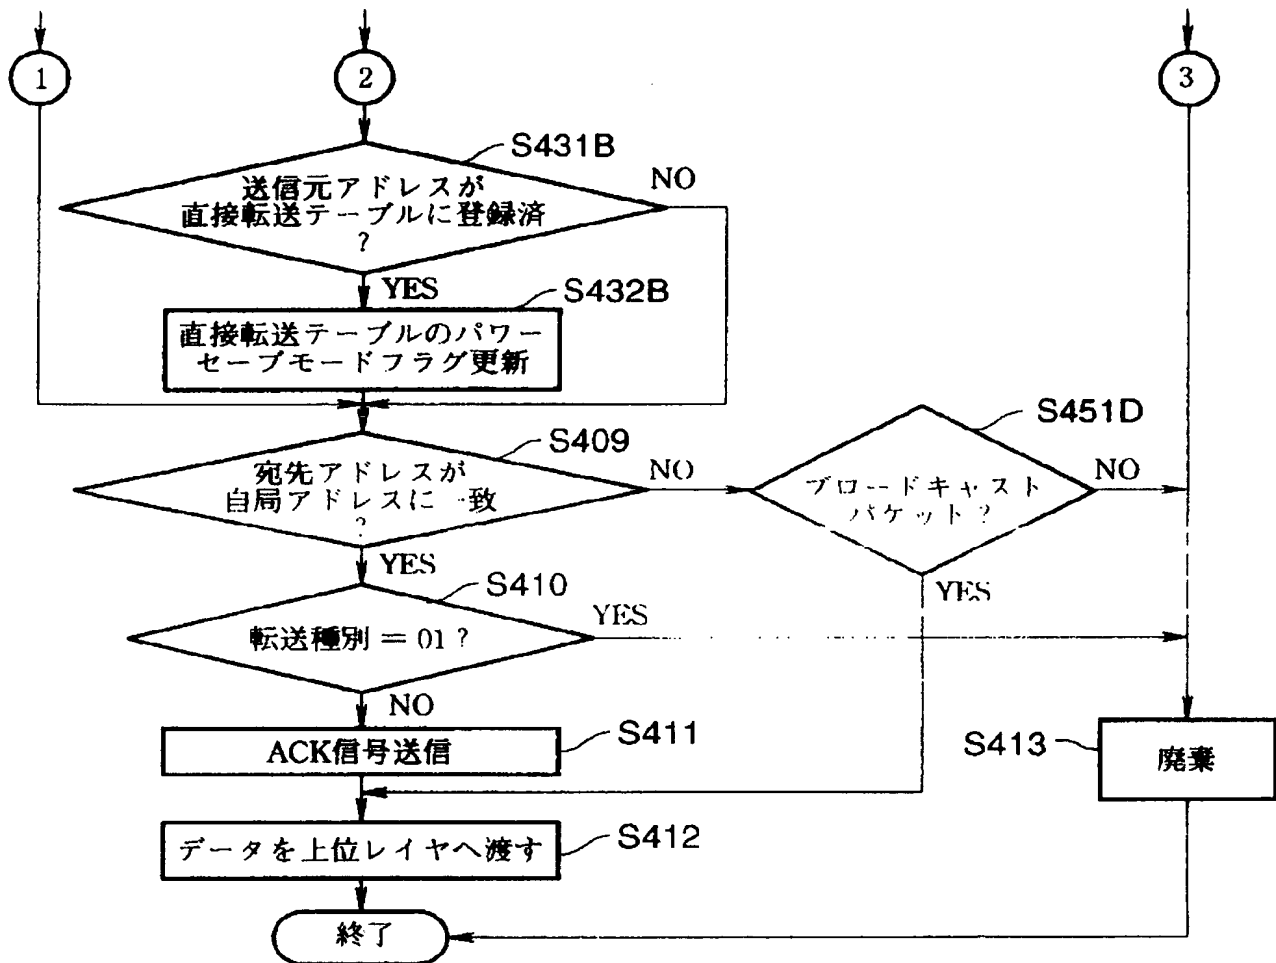 1
2
3
S431B
送信元アドレスが
直接転送テーブルに登録済
?
NO
YES
S432B
直接転送テーブルのパワー
セーブモードフラグ更新
S409
宛先アドレスが
自局アドレスに一致
?
NO
S451D
ブロードキャスト
パケット?
NO
YES
YES
S410
転送種別=01?
YES
NO
ACK信号送信
S411
S413
廃棄
データを上位レイヤへ渡す
S412
終了